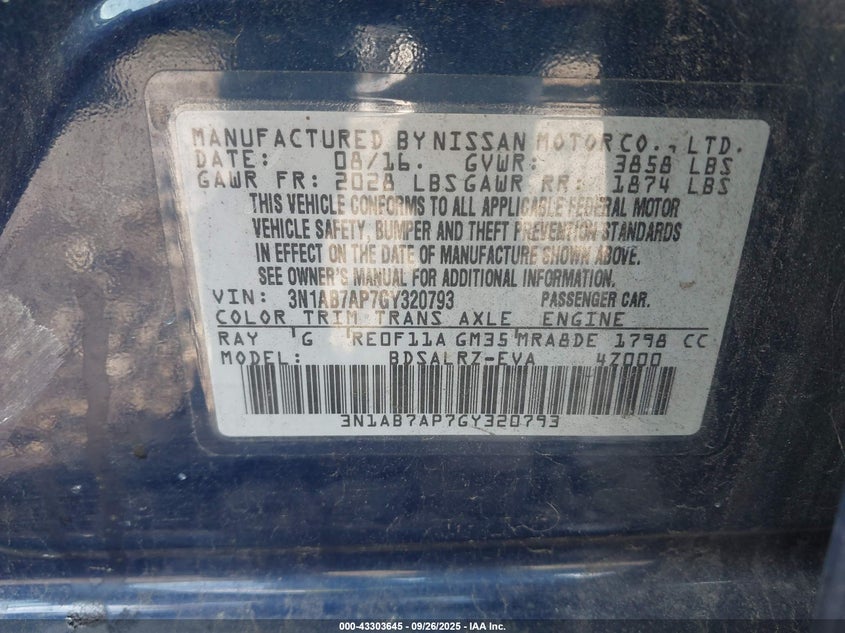 MANUFACTURED BY NISSAN MOTOR CO., LTD.
DATE: 08/16. GVWR: 3858 LBS
GAWR FR: 2028 LBS GAWR RR: 1874 LBS
THIS VEHICLE CONFORMS TO ALL APPLICABLE FEDERAL MOTOR
VEHICLE SAFETY, BUMPER AND THEFT PREVENTION STANDARDS
IN EFFECT ON THE DATE OF MANUFACTURE SHOWN ABOVE.
SEE OWNER'S MANUAL FOR ADDITIONAL INFORMATION.
VIN: 3N1AB7AP7GY320793 PASSENGER CAR.
COLOR TRIM TRANS AXLE ENGINE
RAY G RE0F11A GM35 MRA8DE 1798 CC
MODEL: BDSALRZ-EVA 4Z000
3N1AB7AP7GY320793
000-43303645 - 09/26/2025 - IAA Inc.